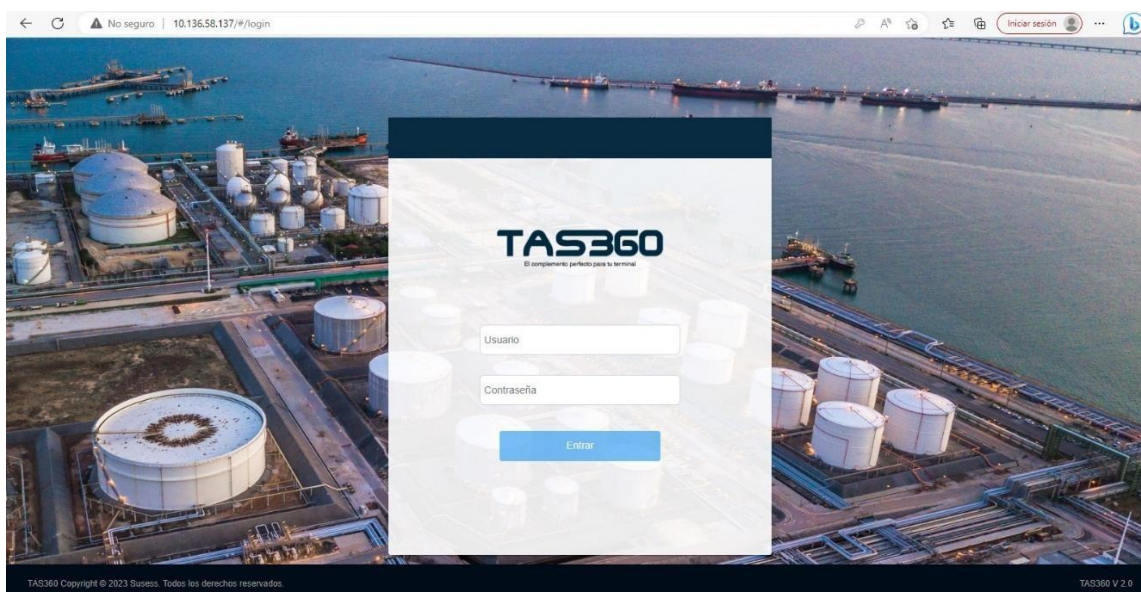 No seguro | 10.136.58.137/#/login
Iniciar sesión
TAS360
El complemento perfecto para tu terminal
Usuario
Contraseña
Entrar
TAS360 Copyright © 2023 Susess. Todos los derechos reservados.
TAS360 V 2.0